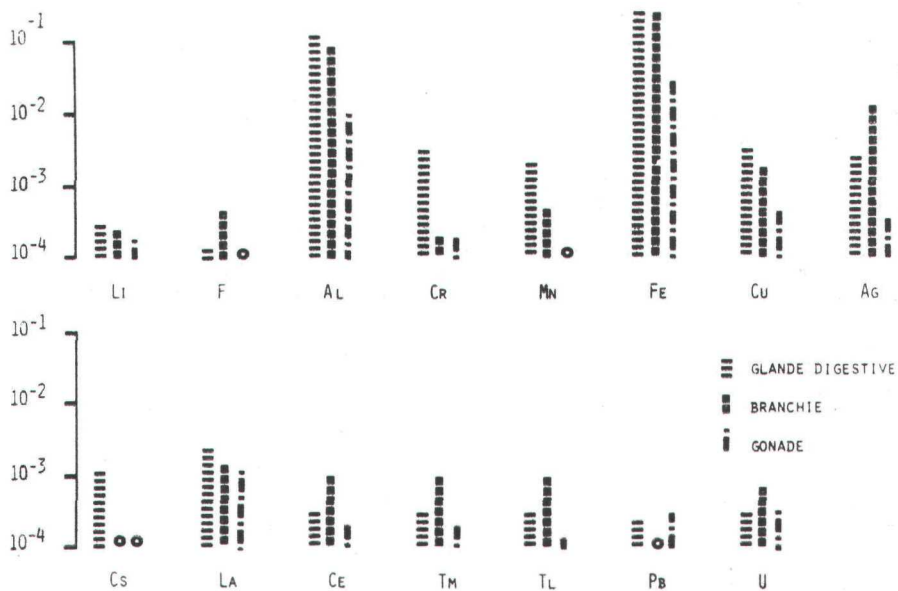 10⁻¹
10⁻²
10⁻³
10⁻⁴
LI F AL CR MN FE CU AG
10⁻¹
10⁻²
10⁻³
10⁻⁴
GLANDE DIGESTIVE
BRANCHIE
GONADE
CS LA CE TM TL PB U